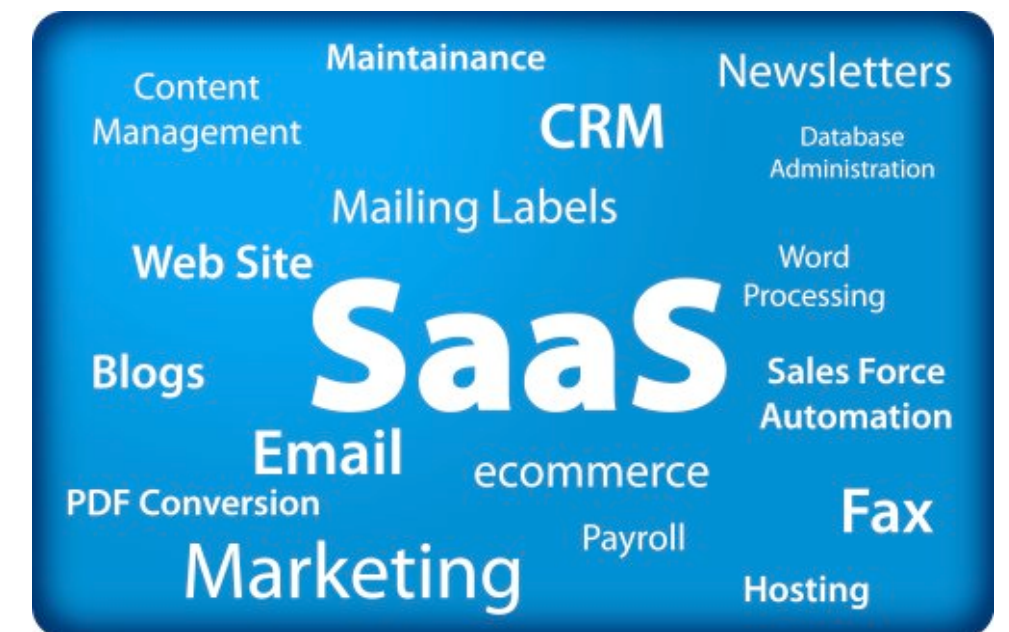 Maintainance
Newsletters
Content
Management
CRM
Database
Administration
Mailing Labels
Web Site
Word
Processing
SaaS
Blogs
Sales Force
Automation
Email
ecommerce
PDF Conversion
Fax
Payroll
Marketing
Hosting